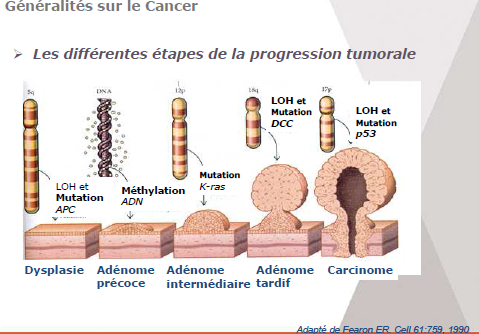 Généralités sur le Cancer
Les différentes étapes de la progression tumorale
5q
DNA
12p
18q
17p
LOH et
Mutation
APC
Méthylation
ADN
Mutation
K-ras
LOH et
Mutation
DCC
LOH et
Mutation
p53
Dysplasie
Adénome
précoce
Adénome
intermédiaire
Adénome
tardif
Carcinome
Adapté de Fearon ER. Cell 61:759, 1990